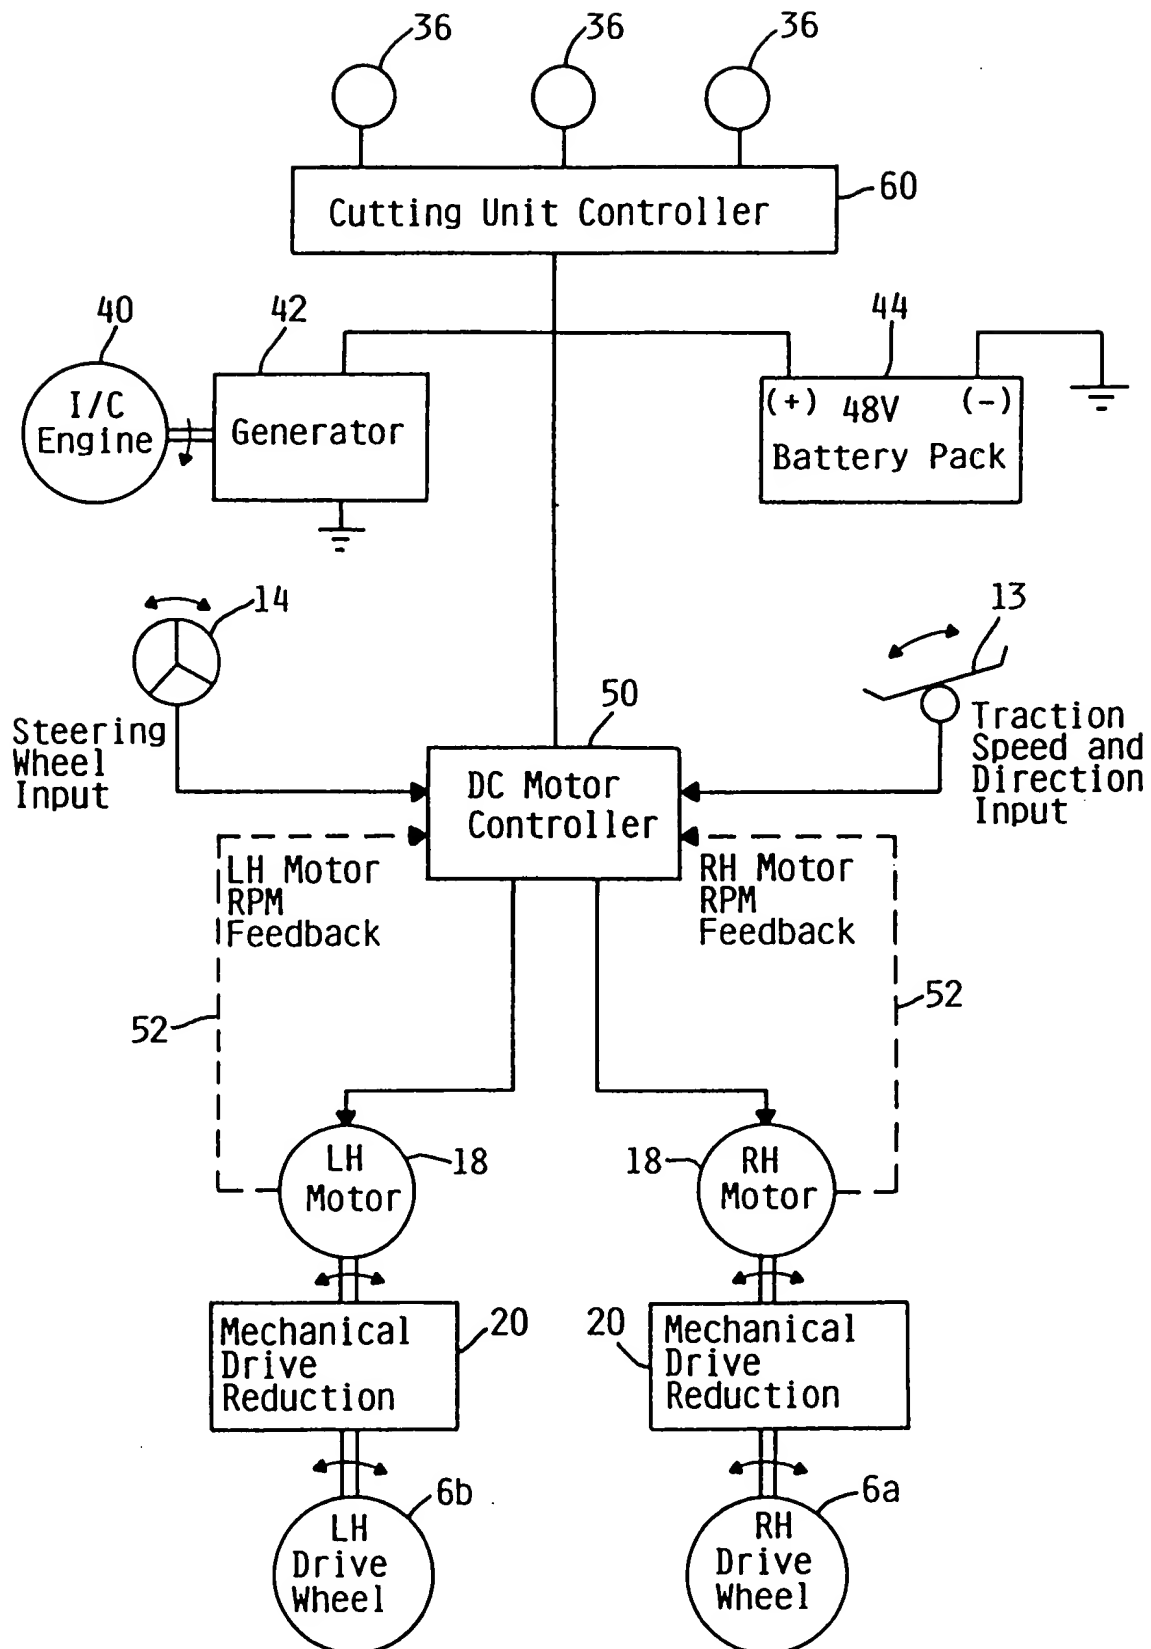 36
36
36
Cutting Unit Controller
60
40
42
44
I/C
Engine
Generator
(+) 48V (-)
Battery Pack
14
13
Steering
Wheel
Input
50
Traction
Speed and
Direction
Input
DC Motor
Controller
LH Motor
RPM
Feedback
RH Motor
RPM
Feedback
52
52
LH
Motor
18
18
RH
Motor
Mechanical
Drive
Reduction
20
20
Mechanical
Drive
Reduction
6b
6a
LH
Drive
Wheel
RH
Drive
Wheel